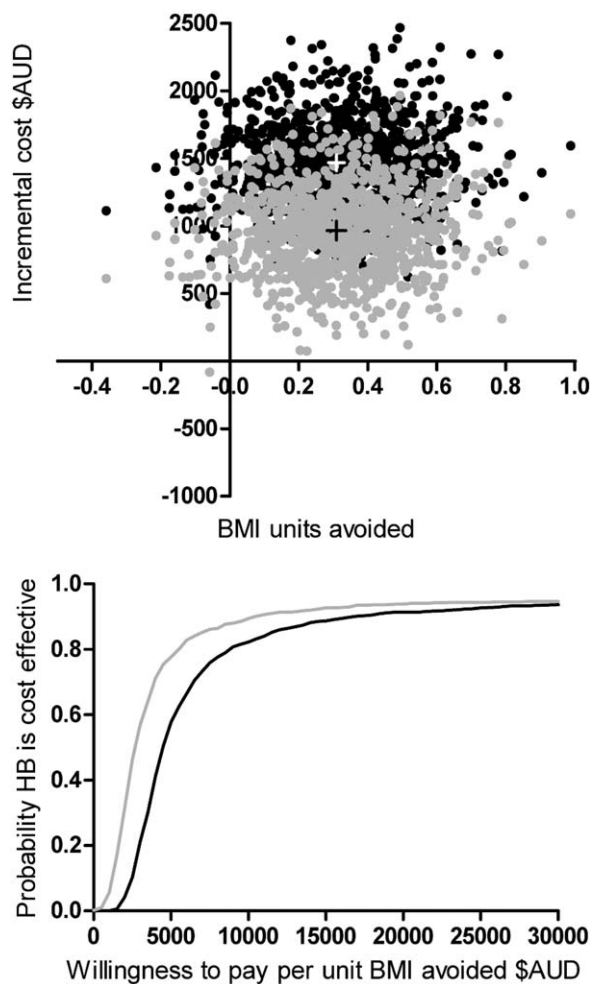 2500
2000
1500
1000
500
-0.4 -0.2 -0.0 0.2 0.4 0.6 0.8 1.0
-500
-1000
Incremental cost $AUD
BMI units avoided
1.0
0.8
0.6
0.4
0.2
0.0
0 5000 10000 15000 20000 25000 30000
Probability HB is cost effective
Willingness to pay per unit BMI avoided $AUD